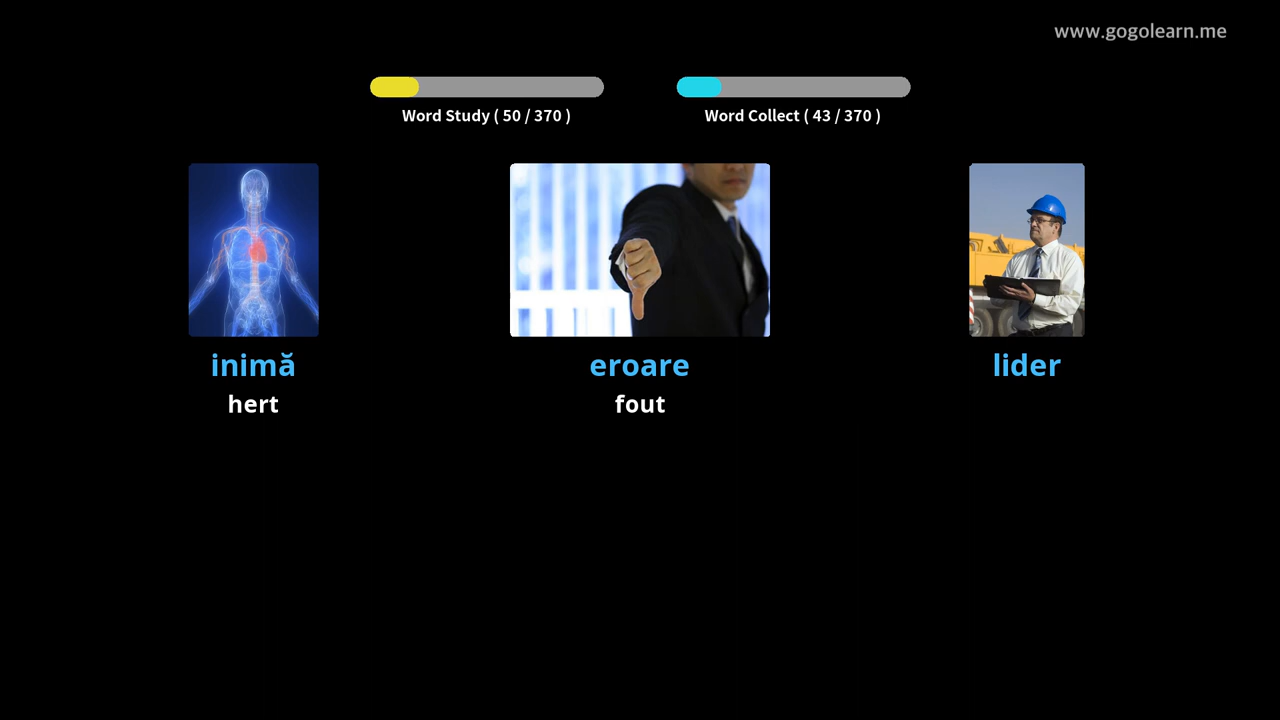 www.gogolearn.me
Word Study ( 50 / 370 )
Word Collect ( 43 / 370 )
inimă
hert
eroare
fout
lider